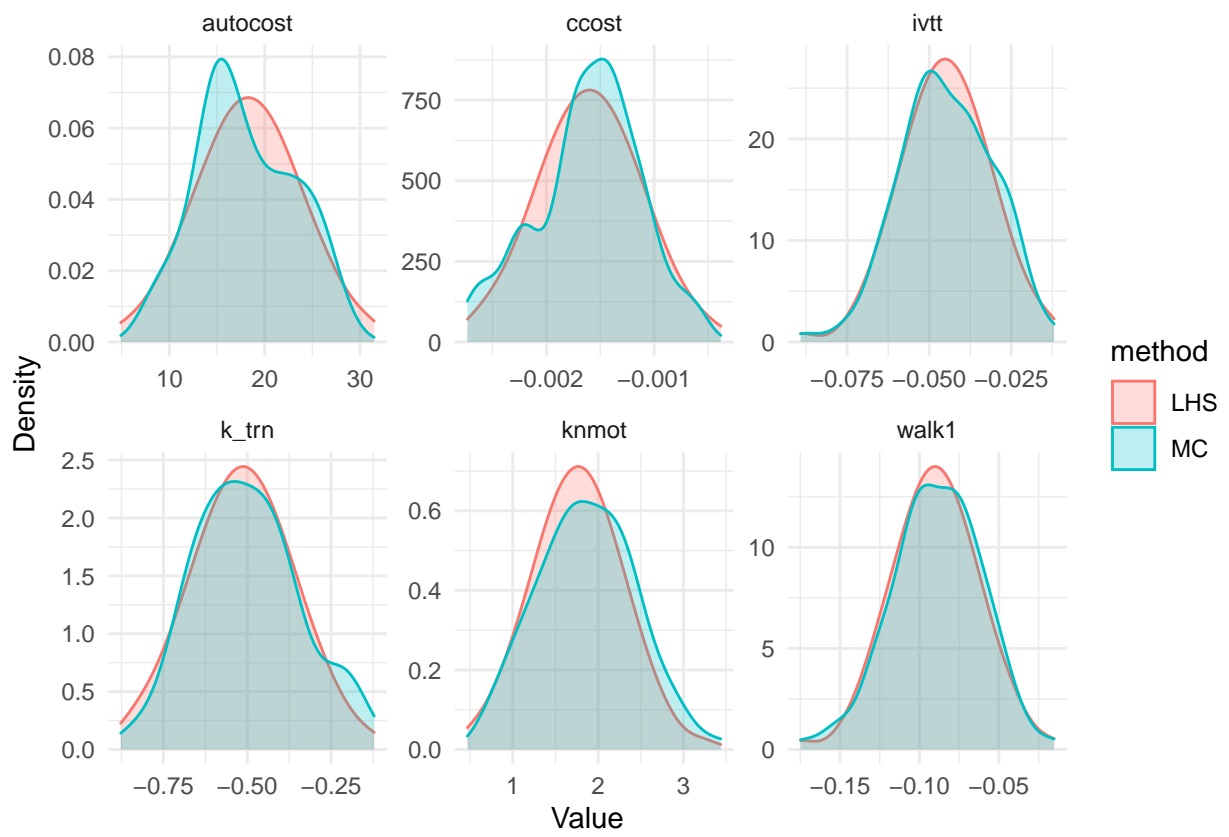 autocost ccost ivtt
0.08
0.06
0.04
0.02
0.00
750
500
250
0
20
10
0
10 20 30
−0.002 −0.001
−0.075 −0.050 −0.025
k_trn knmot walk1
2.5
2.0
1.5
1.0
0.5
0.0
0.6
0.4
0.2
0.0
10
5
0
−0.75 −0.50 −0.25
1 2 3
−0.15 −0.10 −0.05
Value
Density
method
LHS
MC